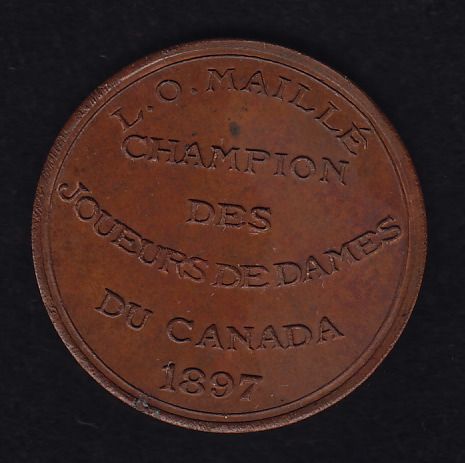 L. O. MAILLÉ
CHAMPION
DES
JOUEURS DE DAMES
DU CANADA
1897